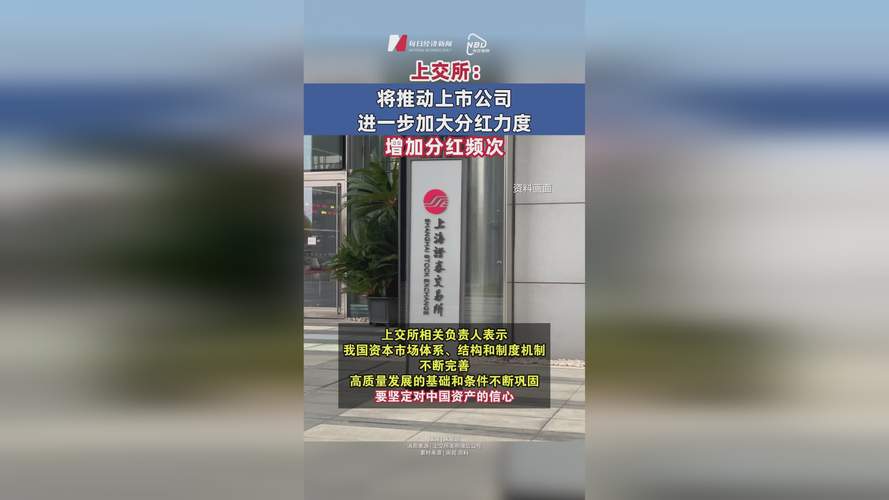 每日经济新闻
NBD
上交所：
将推动上市公司
进一步加大分红力度
增加分红频次
资料画面
上海證券交易所
SHANGHAI STOCK EXCHANGE
上交所相关负责人表示
我国资本市场体系、结构和制度机制
不断完善
高质量发展的基础和条件不断巩固
要坚定对中国资产的信心